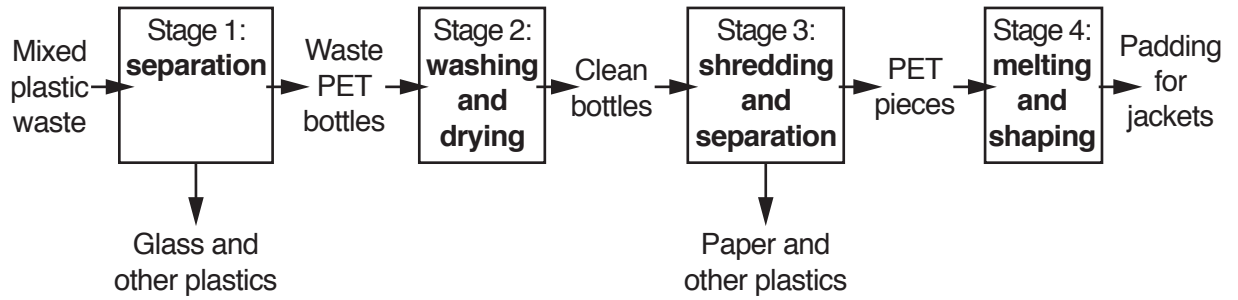 Mixed
plastic
waste
Stage 1:
separation
Waste
PET
bottles
Stage 2:
washing
and
drying
Clean
bottles
Stage 3:
shredding
and
separation
PET
pieces
Stage 4:
melting
and
shaping
Padding
for
jackets
Glass and
other plastics
Paper and
other plastics